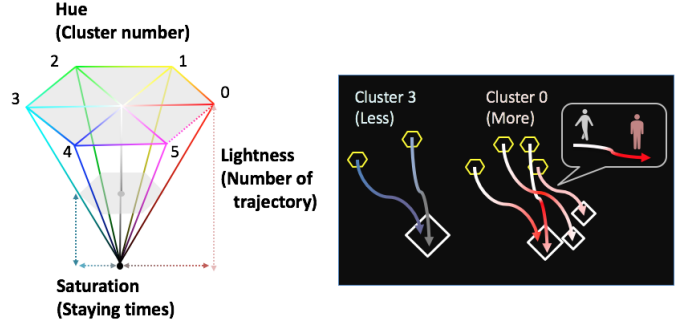 Hue
(Cluster number)
2
1
3
0
4
5
Lightness
(Number of
trajectory)
Saturation
(Staying times)
Cluster 3
(Less)
Cluster 0
(More)